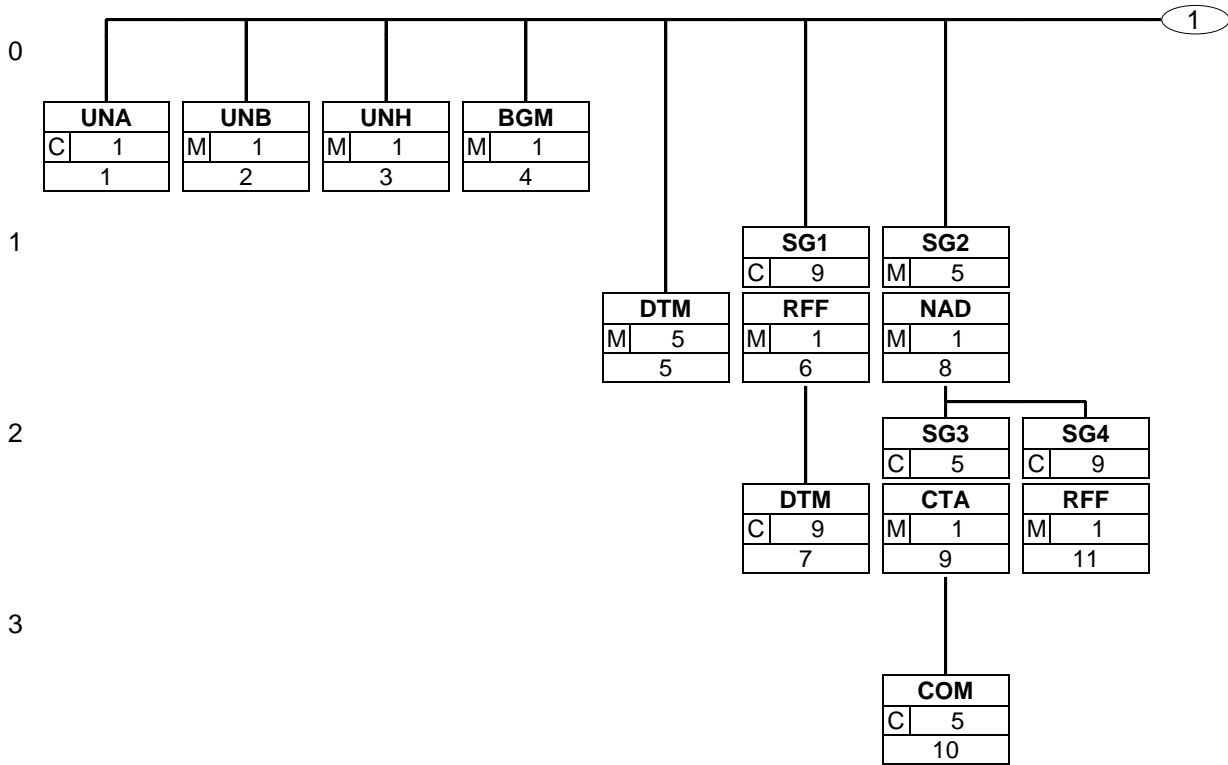 1
0
UNA UNB UNH BGM
C 1 M 1 M 1 M 1
1 2 3 4
1
SG1 SG2
C 9 M 5
DTM RFF NAD
M 5 M 1 M 1
5 6 8
2
SG3 SG4
C 5 C 9
DTM CTA RFF
C 9 M 1 M 1
7 9 11
3
COM
C 5
10